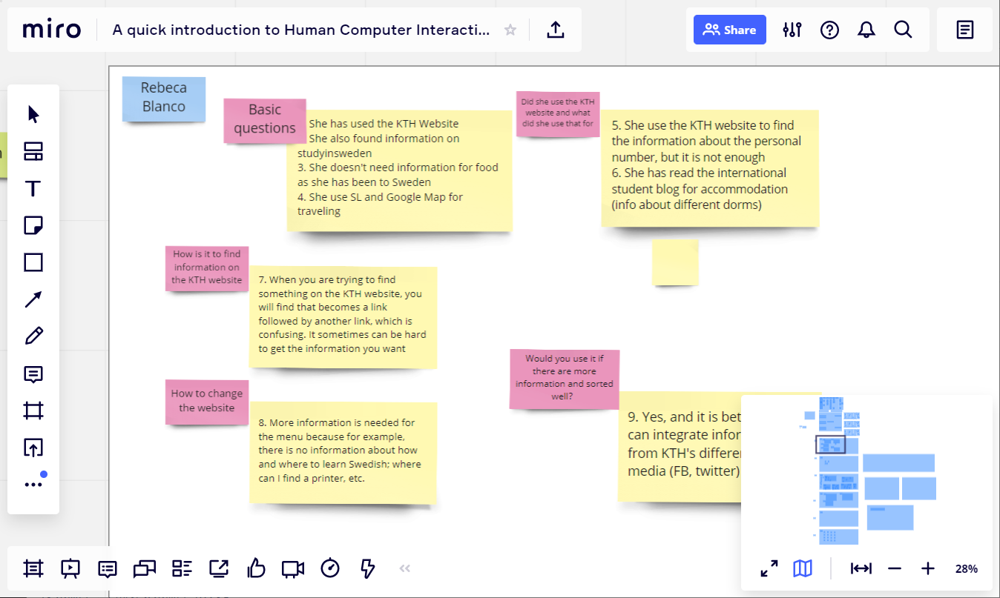 miro
A quick introduction to Human Computer Interacti...
Share
Rebeca
Blanco
Basic
questions
She has used the KTH Website
She also found information on
studyinsweden
3. She doesn't need information for food
as she has been to Sweden
4. She use SL and Google Map for
traveling
Did she use the KTH
website and what
did she use that for
5. She use the KTH website to find
the information about the personal
number, but it is not enough
6. She has read the international
student blog for accommodation
(info about different dorms)
How is it to find
information on
the KTH website
7. When you are trying to find
something on the KTH website, you
will find that becomes a link
followed by another link, which is
confusing. It sometimes can be hard
to get the information you want
How to change
the website
8. More information is needed for
the menu because for example,
there is no information about how
and where to learn Swedish; where
can I find a printer, etc.
Would you use it if
there are more
information and sorted
well?
9. Yes, and it is bet
can integrate infor
from KTH's differe
media (FB, twitter)
28%